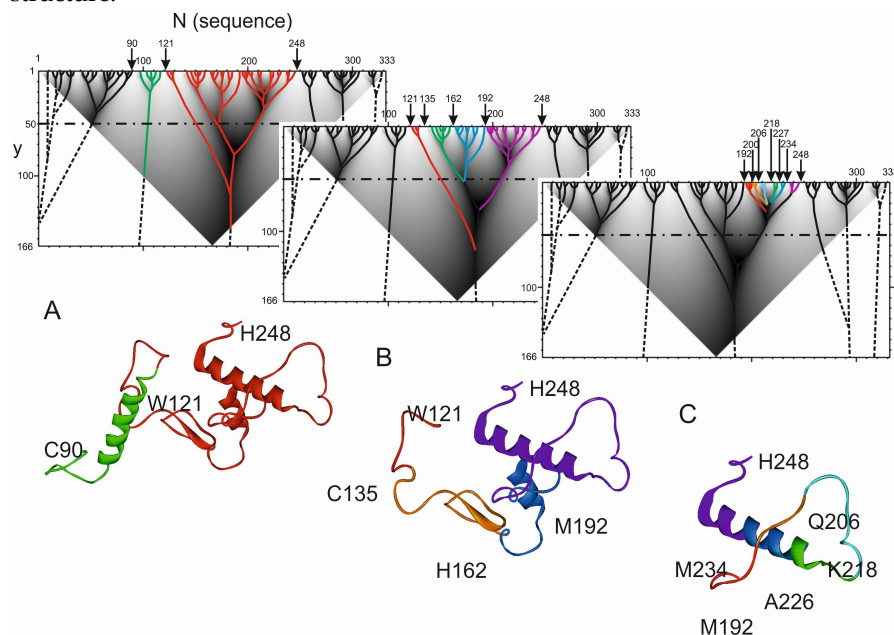 structure.
N (sequence)
1 90 121 248
100 200 300 333
1
50
y
100
166
121 135 162 192 248
100 200 300 333
100
166
218
206 227
200 234
192 248
100 300 33
100
166
A
H248
W121
C90
B
H248
W121
C135
M192
H162
C
H248
Q206
M234
K218
A226
M192